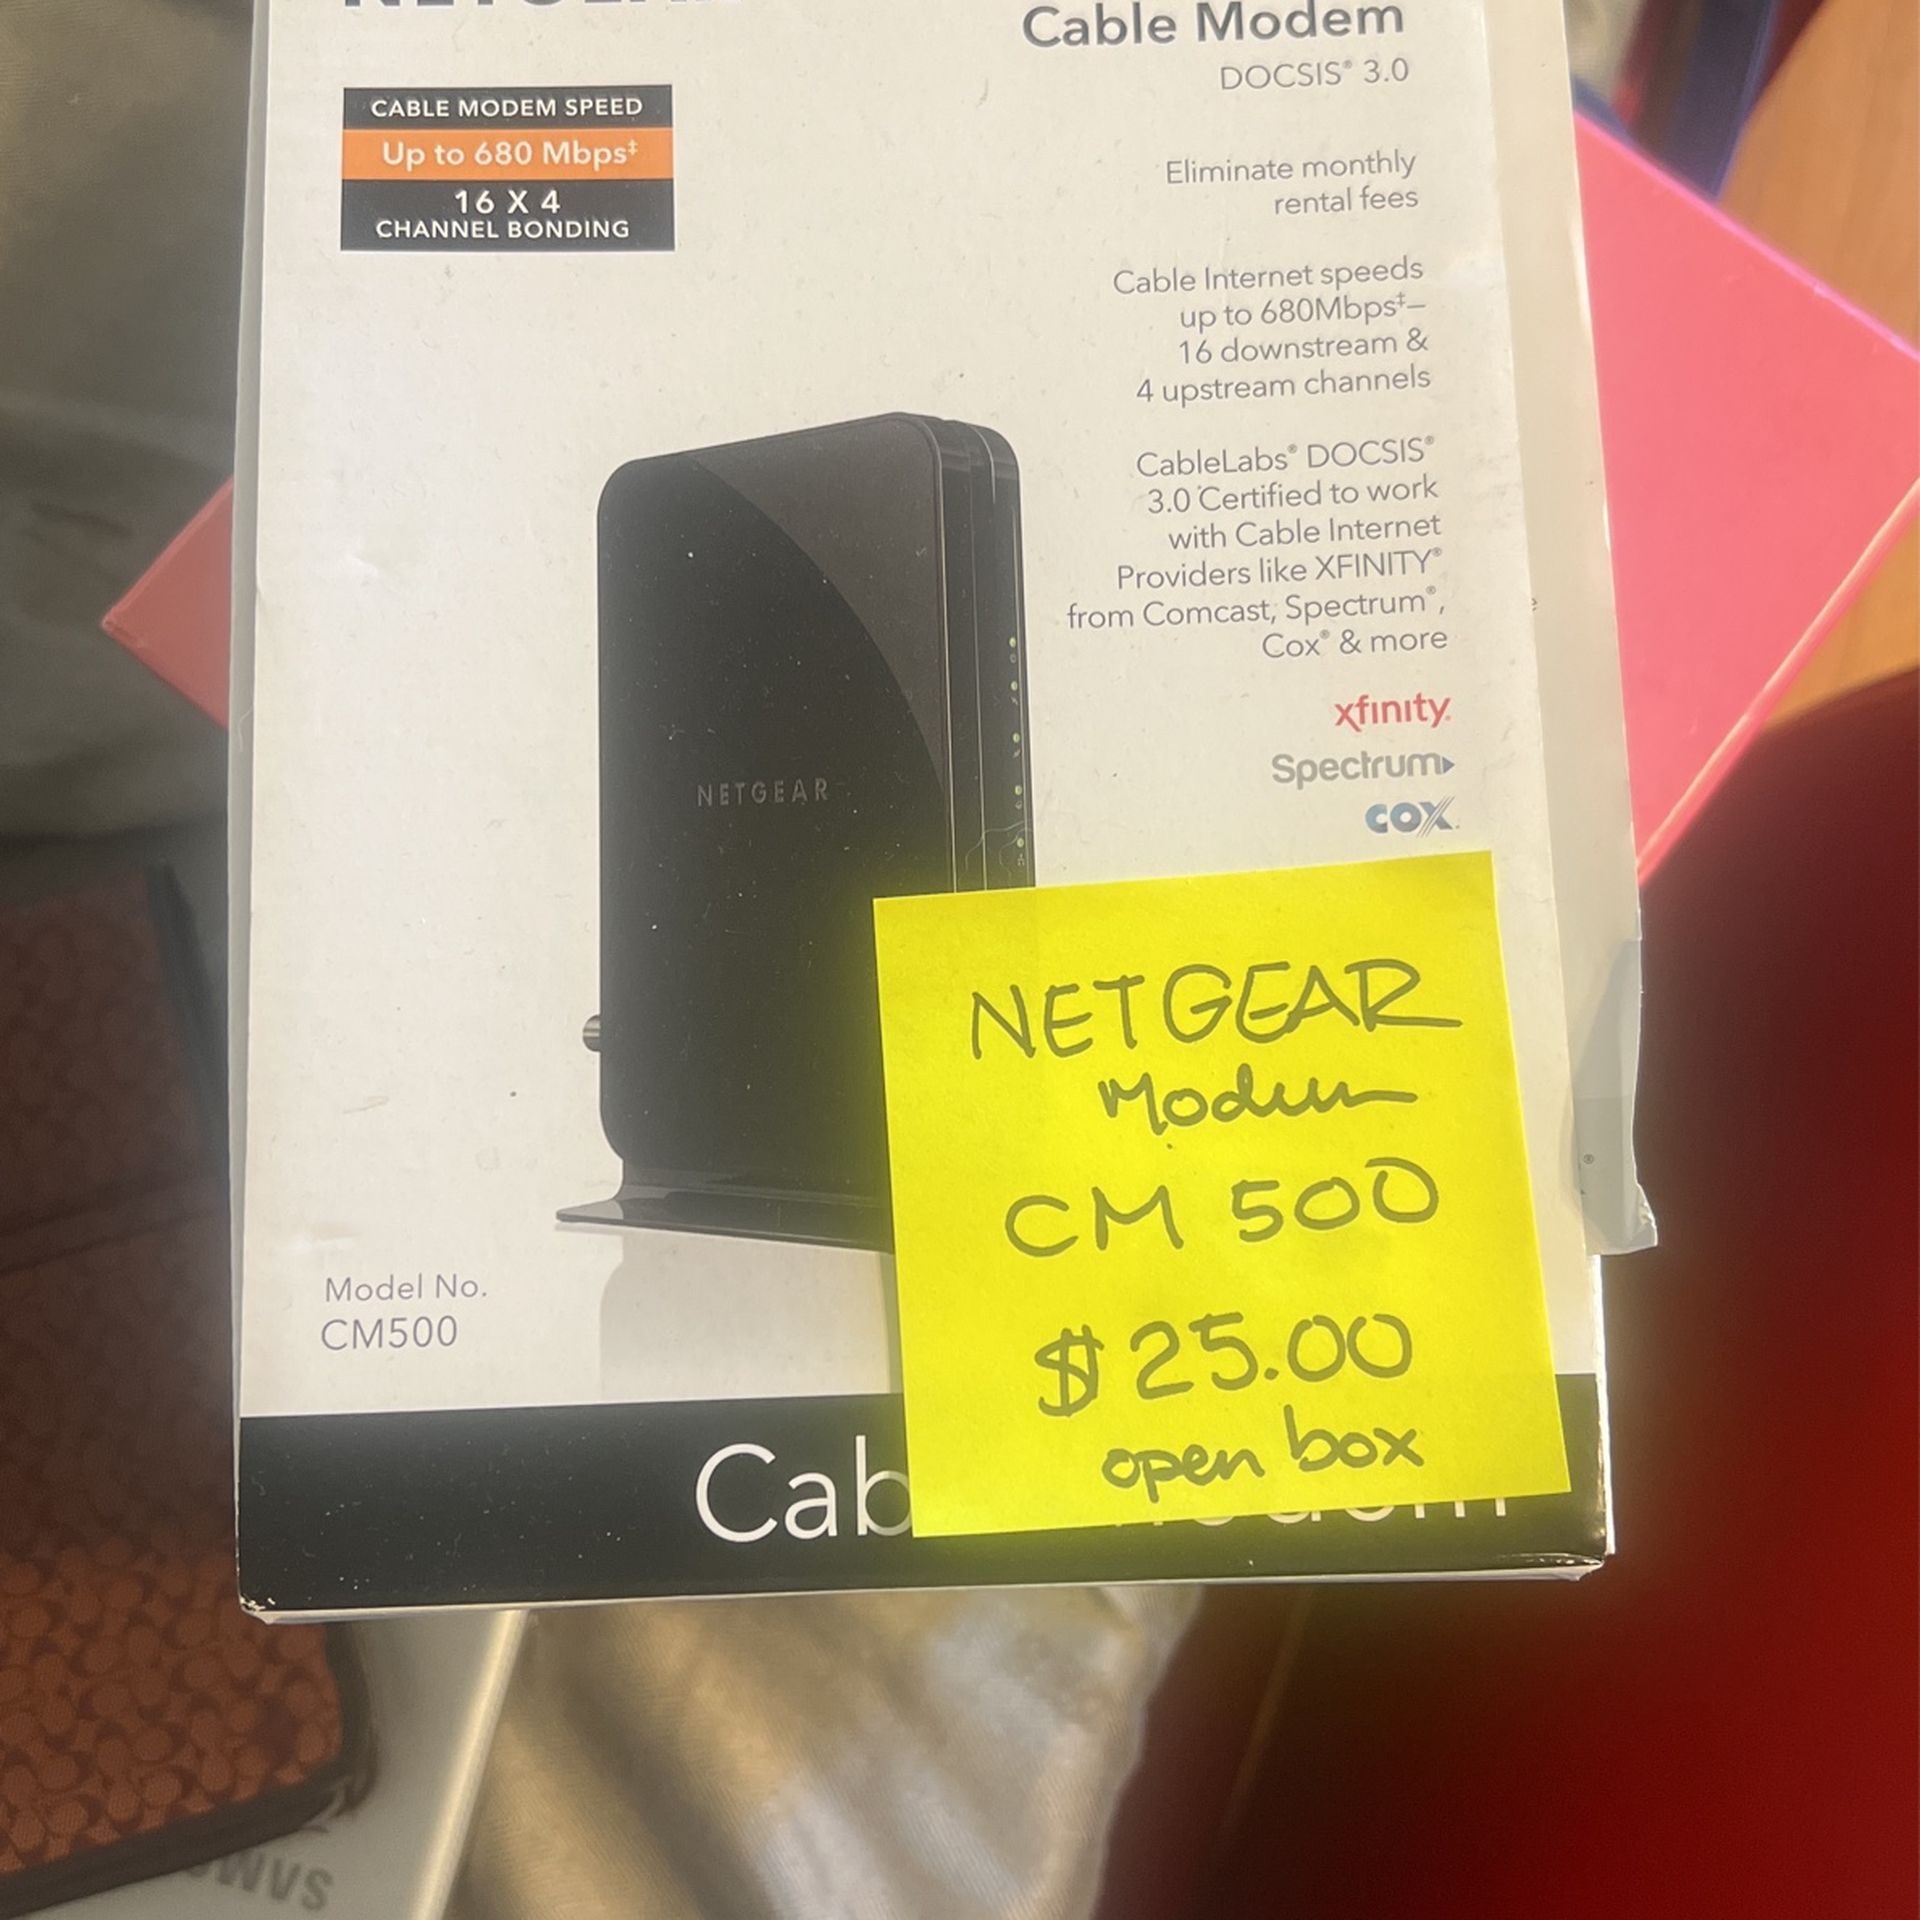 NETGEAR
Cable Modem
DOCSIS® 3.0
CABLE MODEM SPEED
Up to 680 Mbps‡
16 X 4
CHANNEL BONDING
Eliminate monthly
rental fees
Cable Internet speeds
up to 680Mbps‡–
16 downstream &
4 upstream channels
CableLabs® DOCSIS®
3.0 Certified to work
with Cable Internet
Providers like XFINITY®
from Comcast, Spectrum®,
Cox® & more
xfinity
Spectrum
COX
NETGEAR
NETGEAR
Modem
CM 500
$25.00
open box
Model No.
CM500
Cab
SAMS